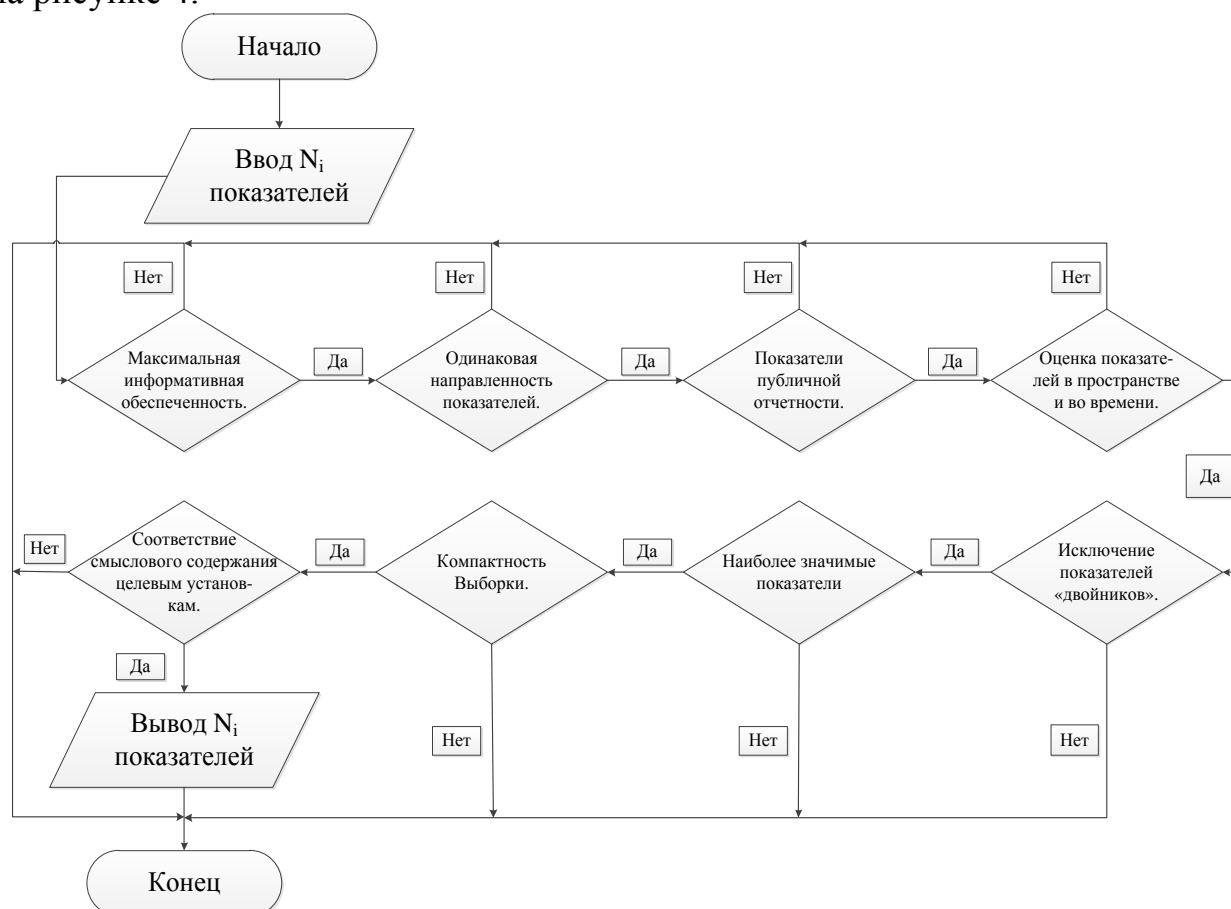 на рисунке 4.
Начало
Ввод Ni
показателей
Нет
Нет
Нет
Нет
Максимальная
информативная
обеспеченность.
Да
Одинаковая
направленность
показателей.
Да
Показатели
публичной
отчетности.
Да
Оценка показате-
лей в пространстве
и во времени.
Да
Нет
Соответствие
смыслового содержания
целевым установ-
кам.
Да
Компактность
Выборки.
Да
Наиболее значимые
показатели
Да
Исключение
показателей
«двойников».
Да
Вывод Ni
показателей
Нет
Нет
Нет
Конец